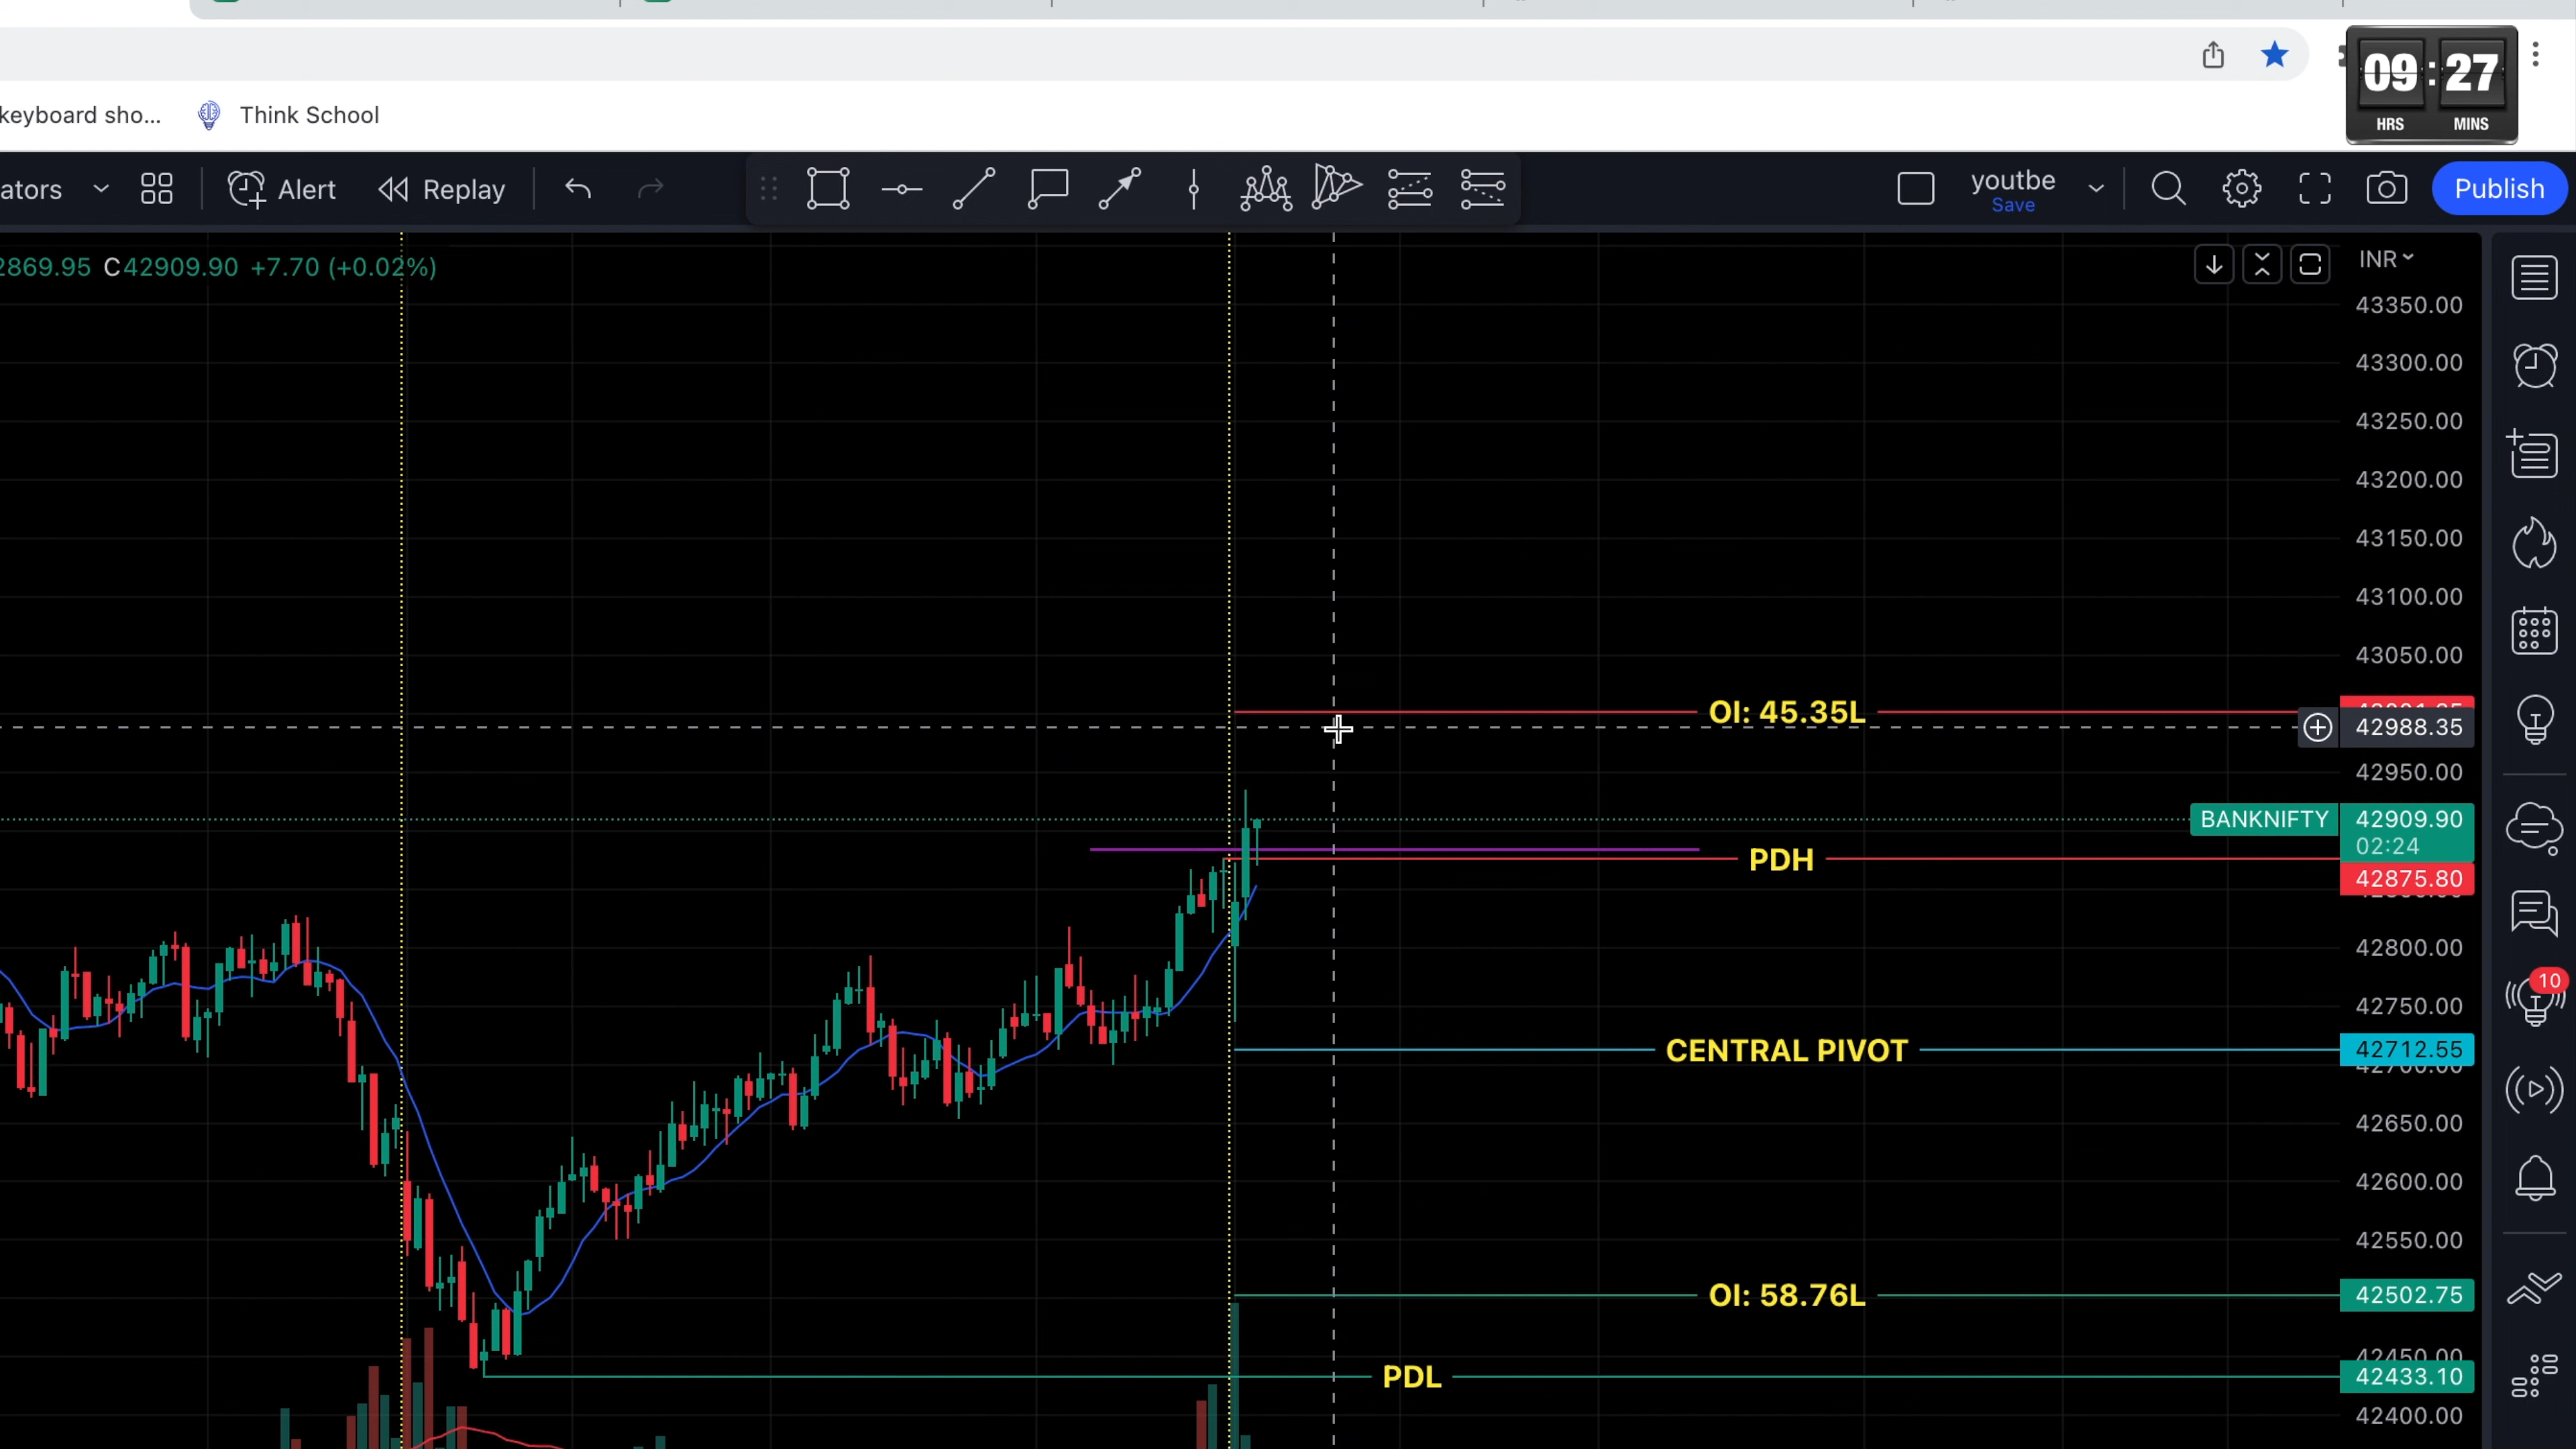 keyboard sho...
Think School
09:27
HRS MINS
ators
Alert
Replay
youtbe
Save
Publish
2869.95 C42909.90 +7.70 (+0.02%)
INR
43350.00
43300.00
43250.00
43200.00
43150.00
43100.00
43050.00
OI: 45.35L
42988.35
42950.00
BANKNIFTY 42909.90
02:24
PDH
42875.80
42800.00
10
42750.00
CENTRAL PIVOT 42712.55
42650.00
42600.00
42550.00
OI: 58.76L 42502.75
42450.00
PDL 42433.10
42400.00